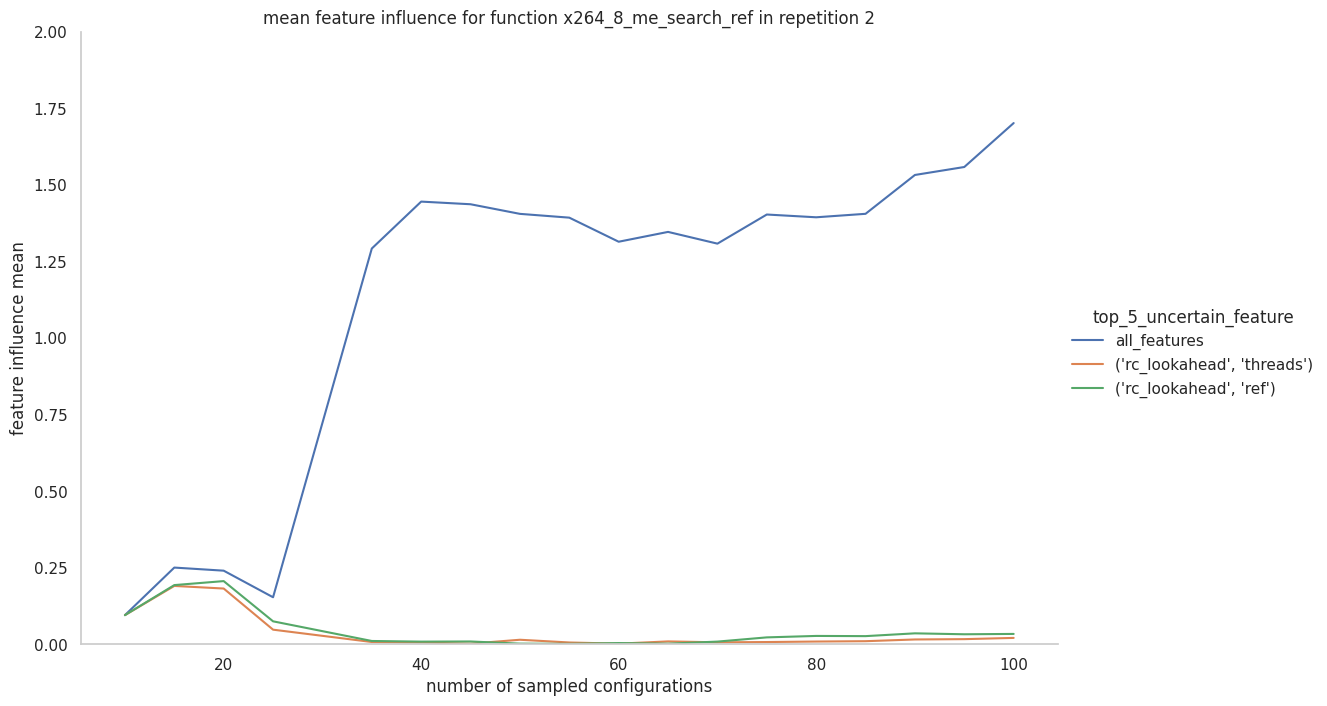 mean feature influence for function x264_8_me_search_ref in repetition 2
2.00
1.75
1.50
1.25
1.00
0.75
0.50
0.25
0.00
feature influence mean
20
40
60
80
100
number of sampled configurations
top_5_uncertain_feature
all_features
('rc_lookahead', 'threads')
('rc_lookahead', 'ref')